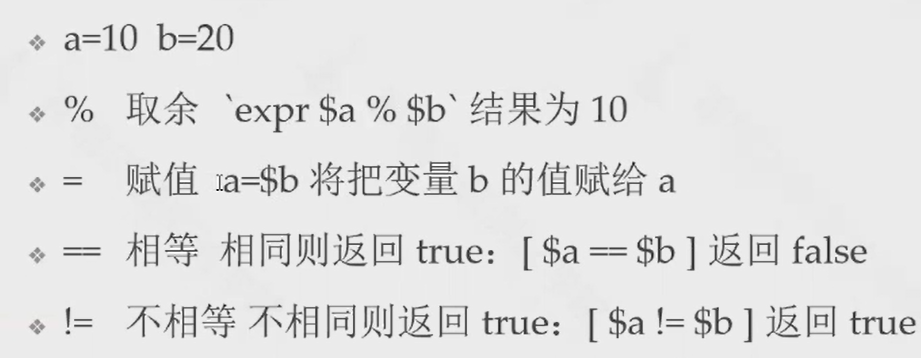 ❖ a=10 b=20
❖ % 取余 `expr $a % $b` 结果为 10
❖ = 赋值 a=$b 将把变量 b 的值赋给 a
❖ == 相等 相同则返回 true：[ $a == $b ] 返回 false
❖ != 不相等 不相同则返回 true：[ $a != $b ] 返回 true